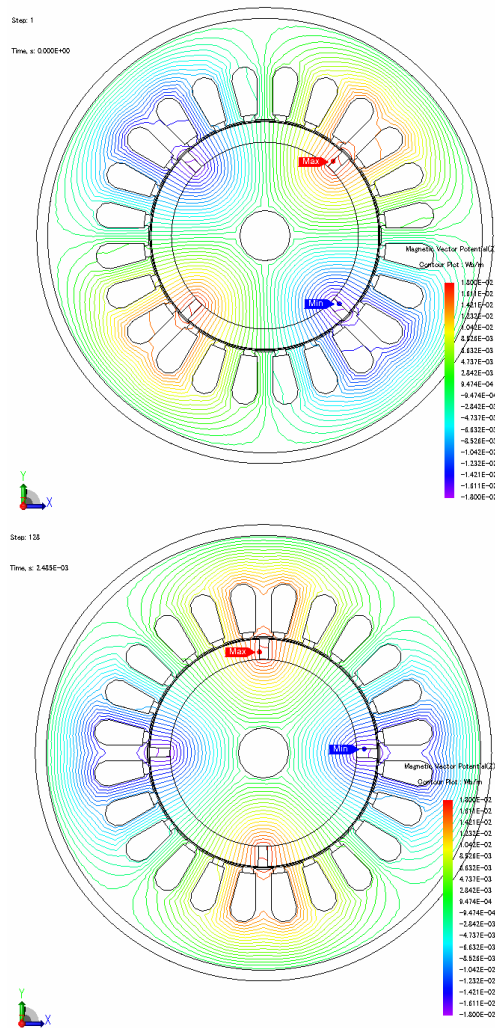 Step: 1
Time, s: 0.000E+00
Max
Magnetic Vector Potential(Z)
Contour Plot : Wb/m
Min
1.800E-02
1.611E-02
1.421E-02
1.232E-02
1.042E-02
8.526E-03
6.632E-03
4.737E-03
2.842E-03
9.474E-04
-9.474E-04
-2.842E-03
-4.737E-03
-6.632E-03
-8.526E-03
-1.042E-02
-1.232E-02
-1.421E-02
-1.611E-02
-1.800E-02
Y
X
Step: 128
Time, s: 2.485E-03
Max
Min
Magnetic Vector Potential(Z)
Contour Plot : Wb/m
1.800E-02
1.611E-02
1.421E-02
1.232E-02
1.042E-02
8.526E-03
6.632E-03
4.737E-03
2.842E-03
9.474E-04
-9.474E-04
-2.842E-03
-4.737E-03
-6.632E-03
-8.526E-03
-1.042E-02
-1.232E-02
-1.421E-02
-1.611E-02
-1.800E-02
Y
X